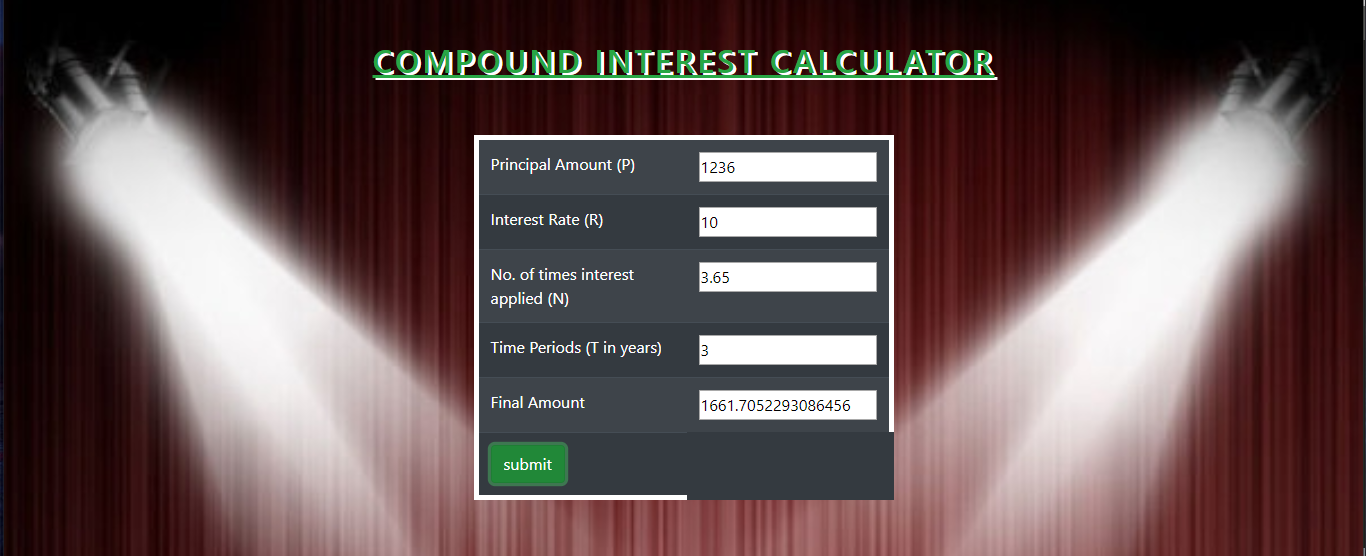 COMPOUND INTEREST CALCULATOR
Principal Amount (P) 1236
Interest Rate (R) 10
No. of times interest
applied (N) 3.65
Time Periods (T in years) 3
Final Amount 1661.7052293086456
submit